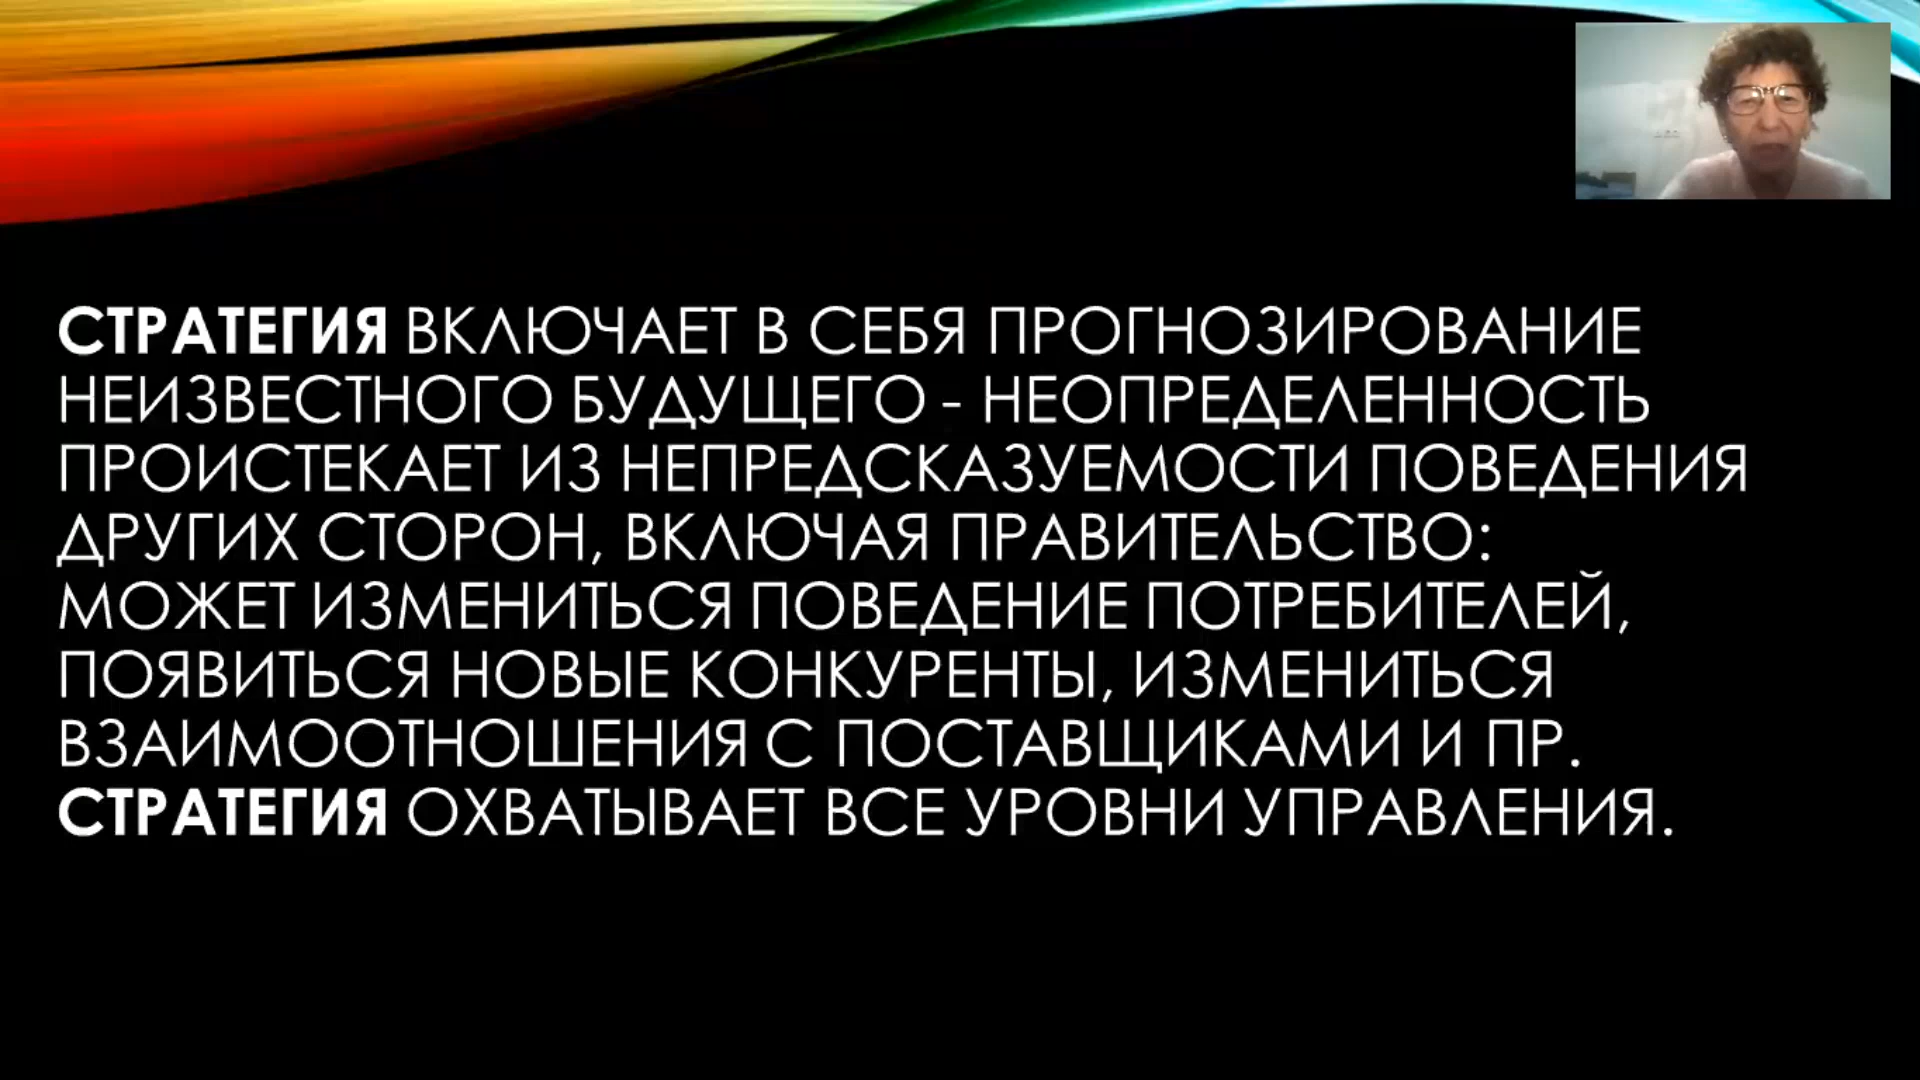 СТРАТЕГИЯ ВКЛЮЧАЕТ В СЕБЯ ПРОГНОЗИРОВАНИЕ
НЕИЗВЕСТНОГО БУДУЩЕГО - НЕОПРЕДЕЛЕННОСТЬ
ПРОИСТЕКАЕТ ИЗ НЕПРЕДСКАЗУЕМОСТИ ПОВЕДЕНИЯ
ДРУГИХ СТОРОН, ВКЛЮЧАЯ ПРАВИТЕЛЬСТВО:
МОЖЕТ ИЗМЕНИТЬСЯ ПОВЕДЕНИЕ ПОТРЕБИТЕЛЕЙ,
ПОЯВИТЬСЯ НОВЫЕ КОНКУРЕНТЫ, ИЗМЕНИТЬСЯ
ВЗАИМООТНОШЕНИЯ С ПОСТАВЩИКАМИ И ПР.
СТРАТЕГИЯ ОХВАТЫВАЕТ ВСЕ УРОВНИ УПРАВЛЕНИЯ.